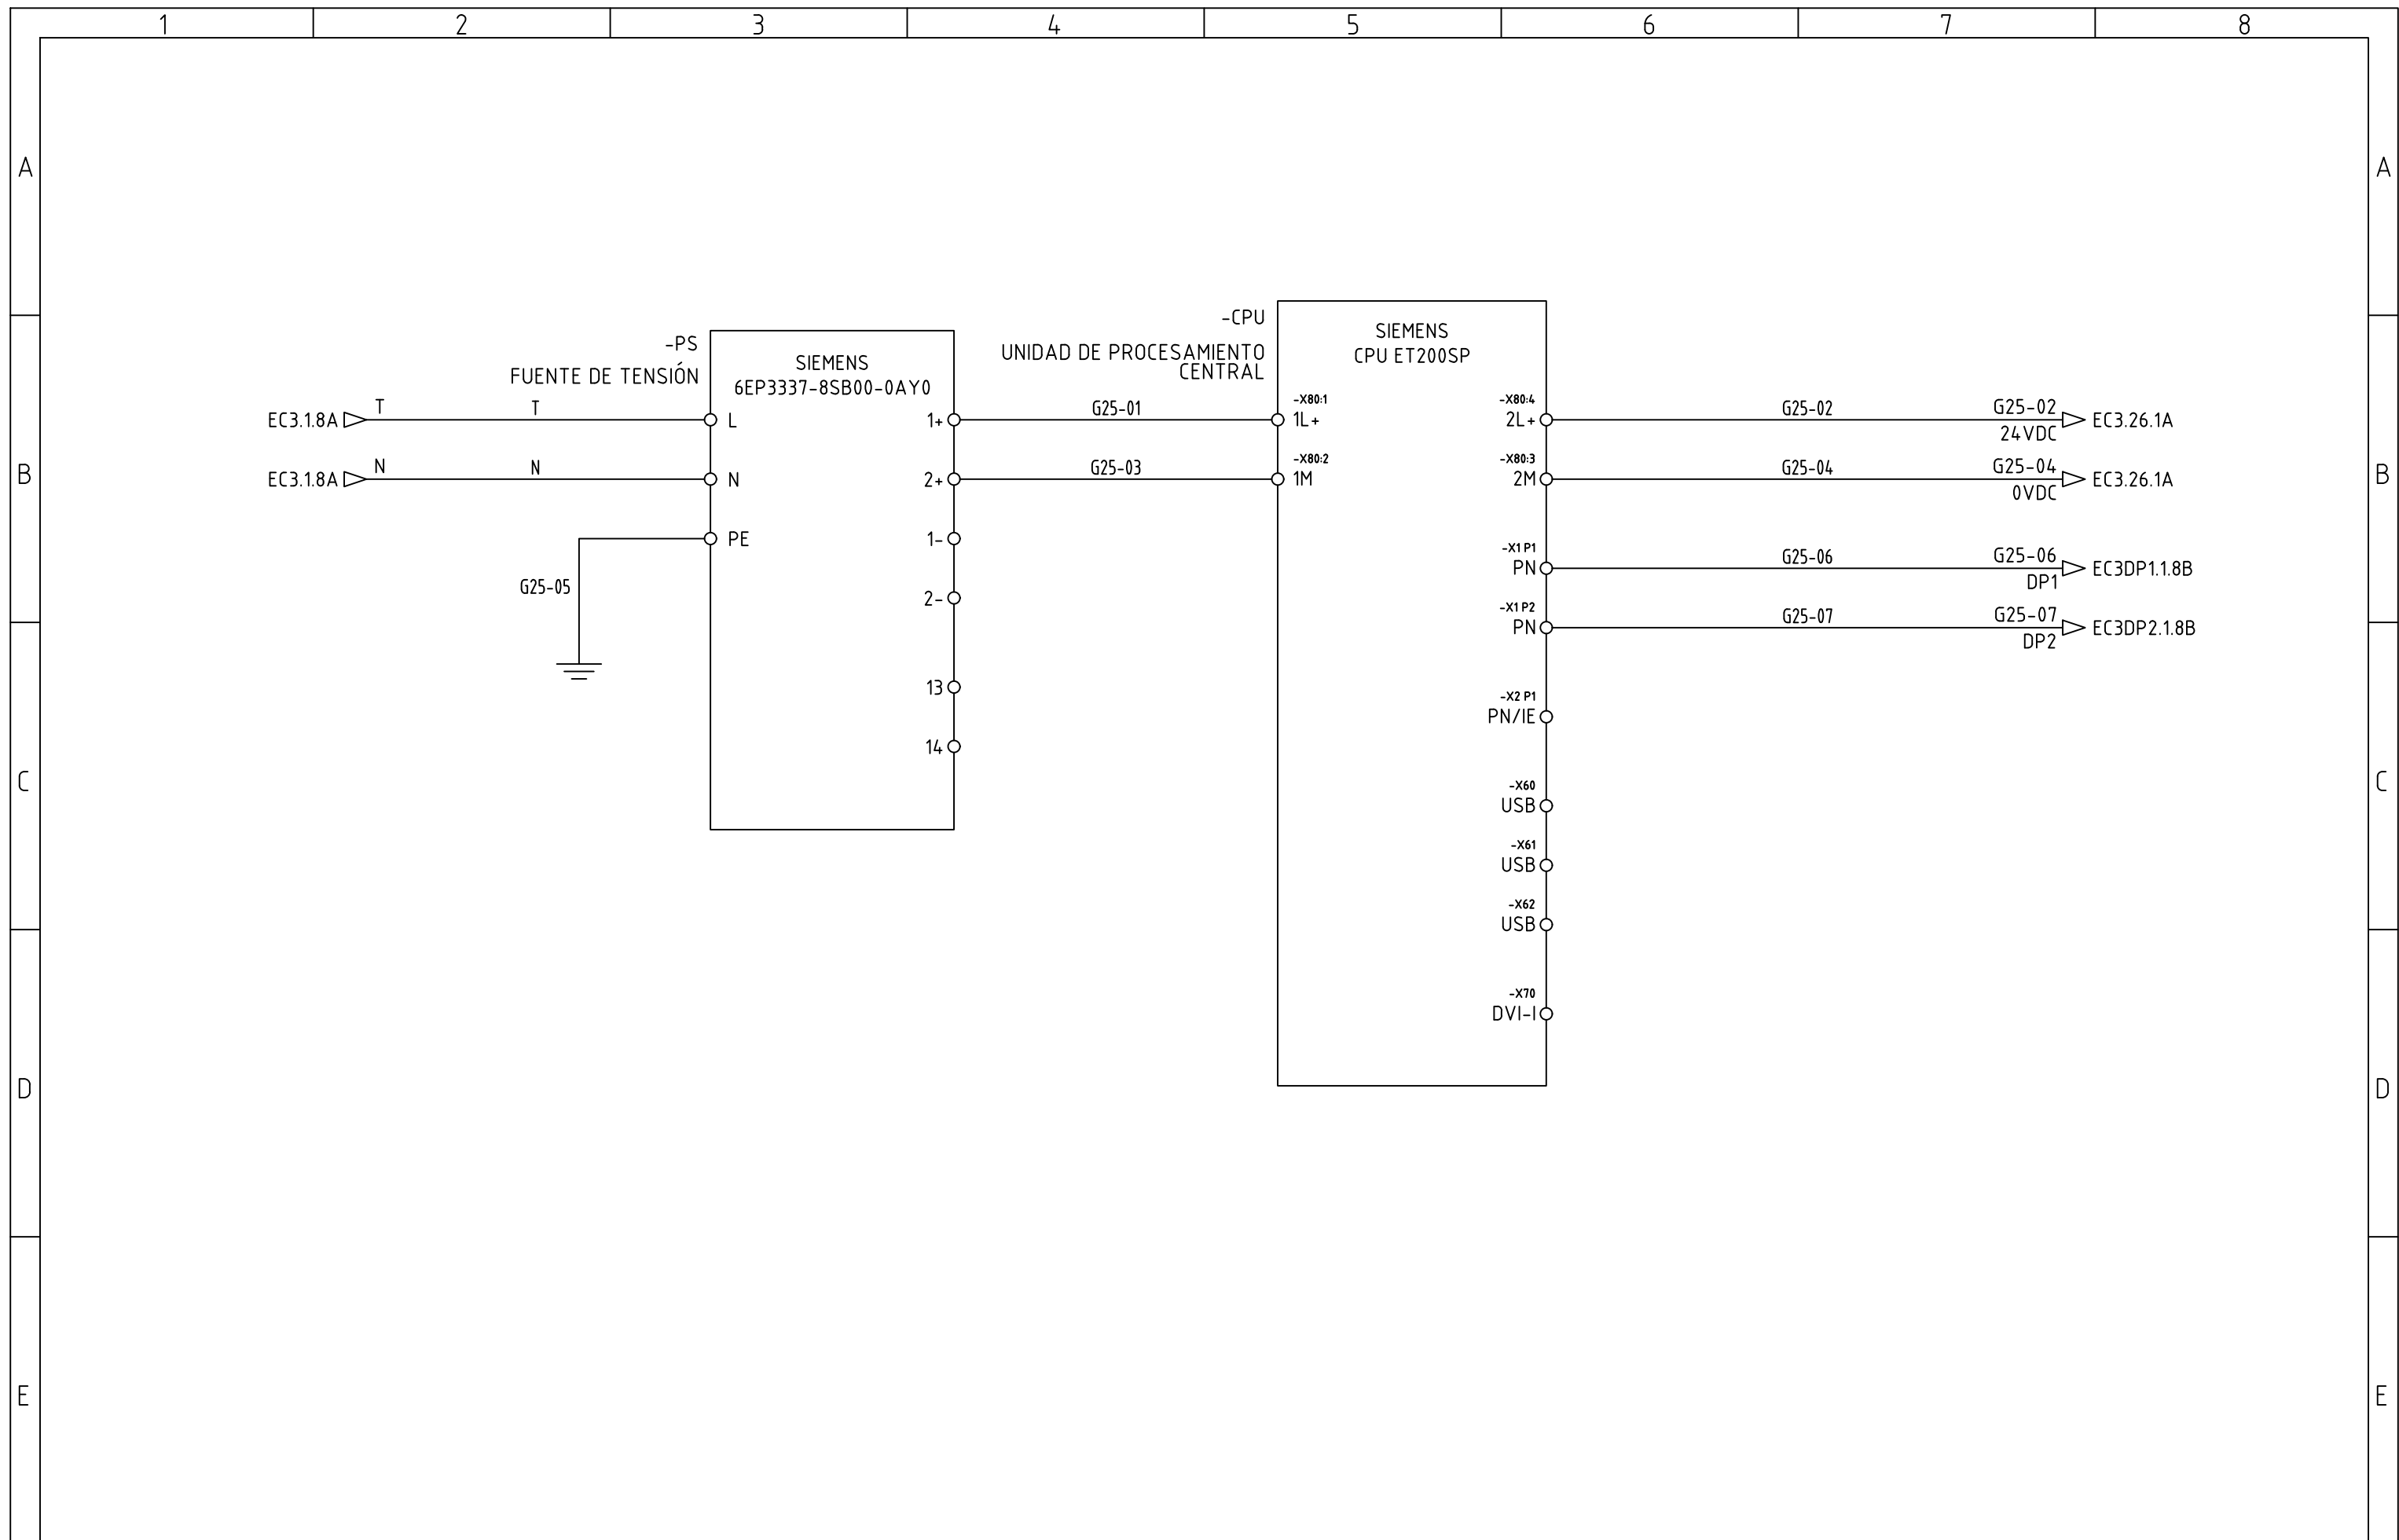 1 2 3 4 5 6 7 8
A A
-CPU
SIEMENS
CPU ET200SP
UNIDAD DE PROCESAMIENTO
CENTRAL
-PS
FUENTE DE TENSIÓN
SIEMENS
6EP3337-8SB00-0AY0
EC3.1.8A T T L 1+ G25-01 -X80:1 1L+ -X80:4 2L+ G25-02 G25-02 24VDC EC3.26.1A
B B
EC3.1.8A N N N 2+ G25-03 -X80:2 1M -X80:3 2M G25-04 G25-04 0VDC EC3.26.1A
PE 1-
G25-05
-X1 P1
PN G25-06 G25-06 DP1 EC3DP1.1.8B
2-
-X1 P2
PN G25-07 G25-07 DP2 EC3DP2.1.8B
13
-X2 P1
PN/IE
14
C C
-X60
USB
-X61
USB
-X62
USB
-X70
DVI-I
D D
E E